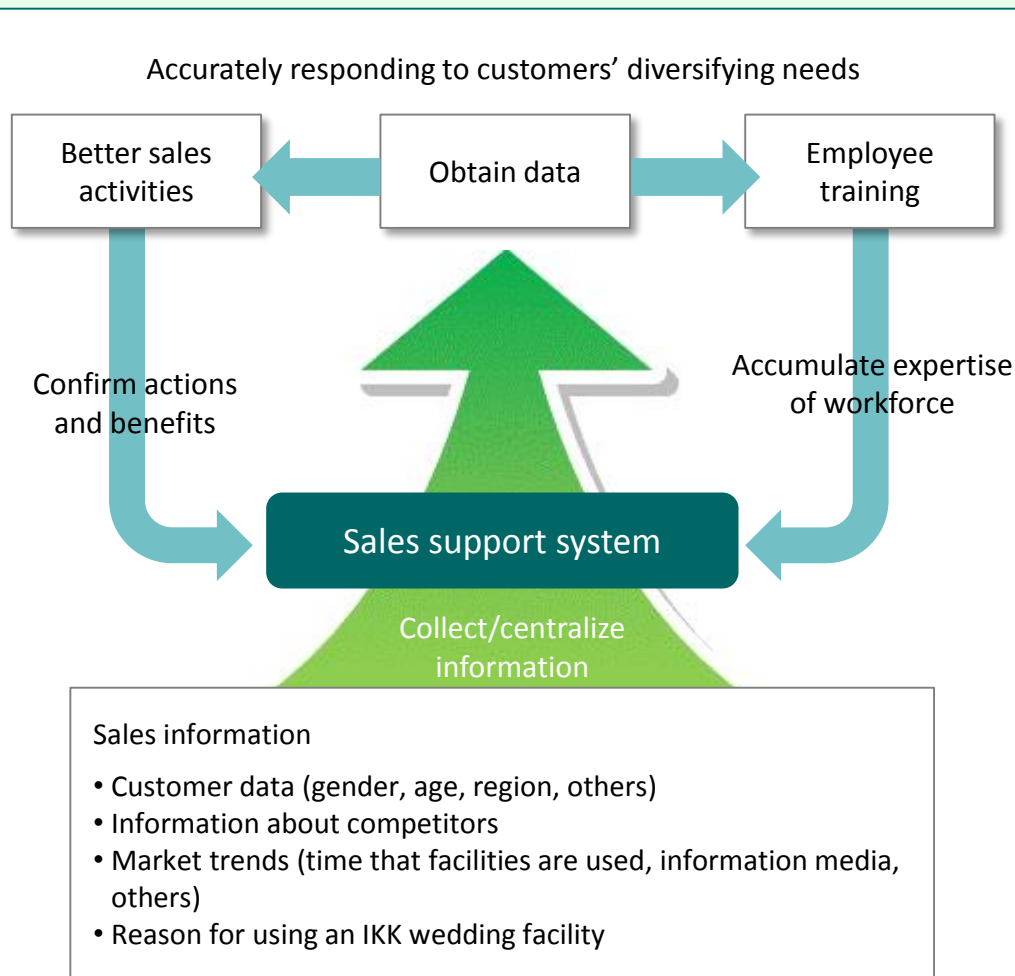 Accurately responding to customers’ diversifying needs
Better sales
activities
Obtain data
Employee
training
Confirm actions
and benefits
Accumulate expertise
of workforce
Sales support system
Collect/centralize
information
Sales information
• Customer data (gender, age, region, others)
• Information about competitors
• Market trends (time that facilities are used, information media,
others)
• Reason for using an IKK wedding facility